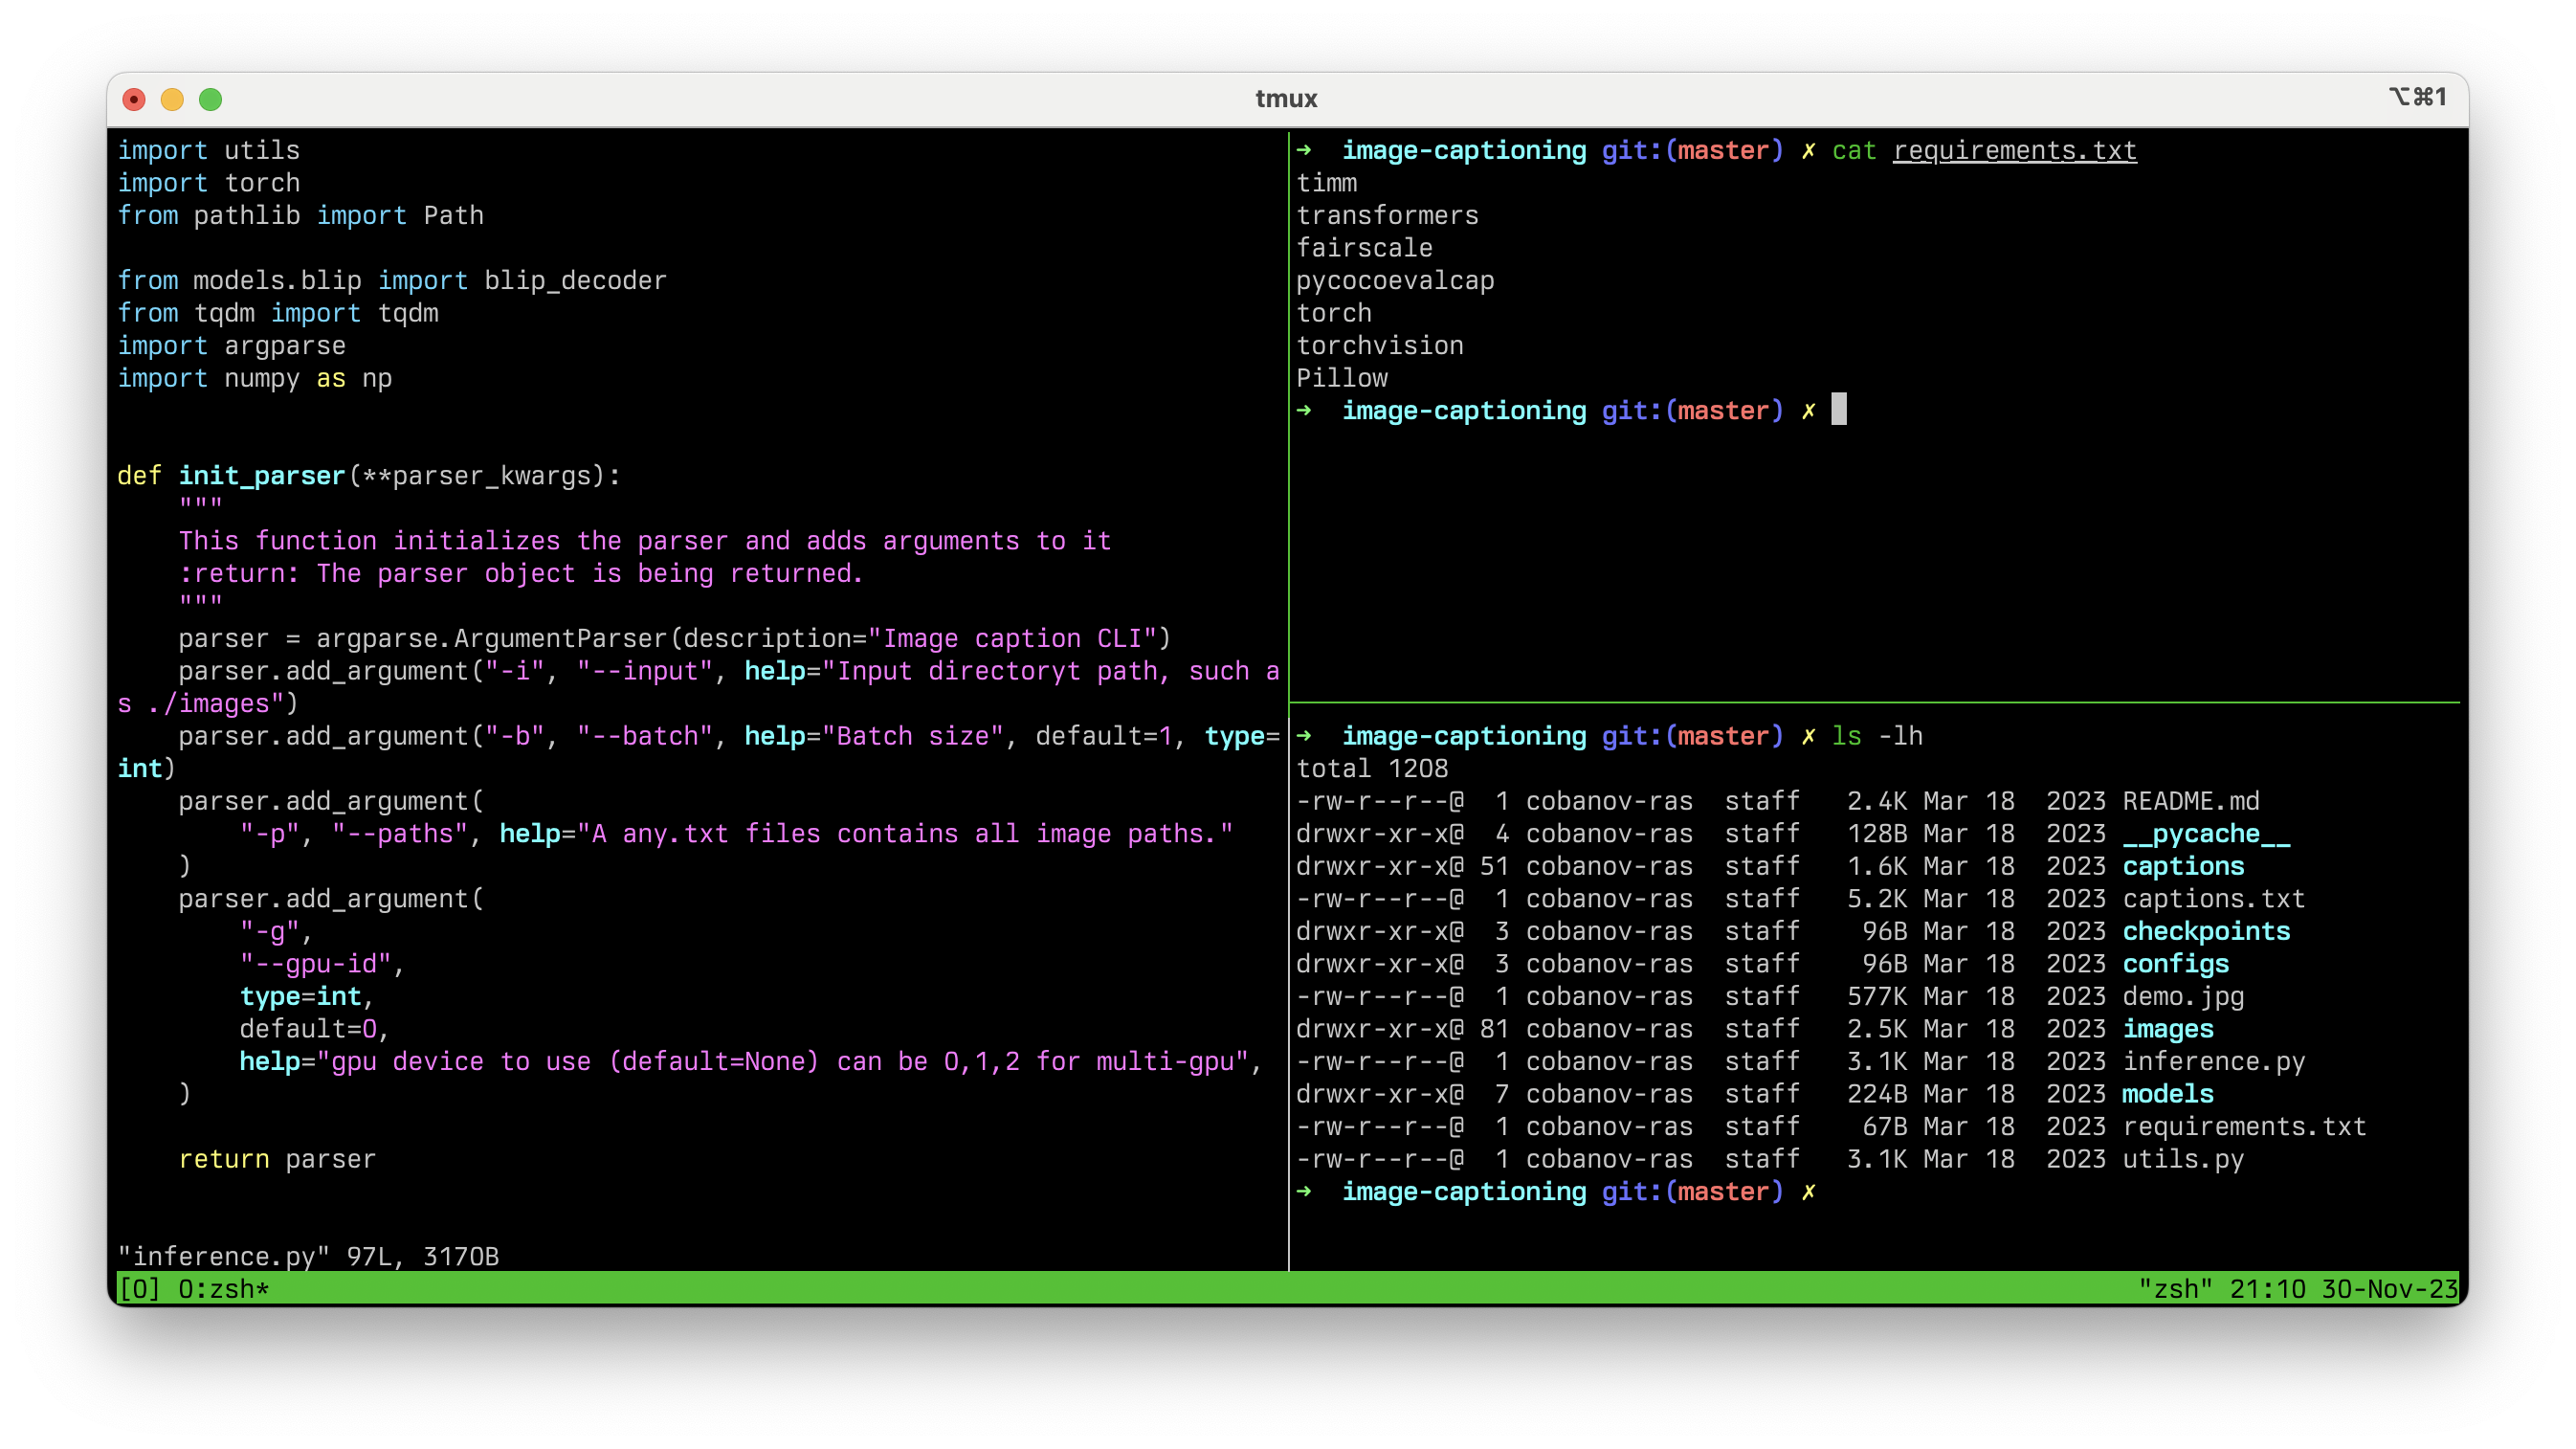 tmux
⌥⌘1
import utils
import torch
from pathlib import Path
from models.blip import blip_decoder
from tqdm import tqdm
import argparse
import numpy as np
def init_parser(**parser_kwargs):
    """
    This function initializes the parser and adds arguments to it
    :return: The parser object is being returned.
    """
    parser = argparse.ArgumentParser(description="Image caption CLI")
    parser.add_argument("-i", "--input", help="Input directoryt path, such a
s ./images")
    parser.add_argument("-b", "--batch", help="Batch size", default=1, type=
int)
    parser.add_argument(
        "-p", "--paths", help="A any.txt files contains all image paths."
    )
    parser.add_argument(
        "-g",
        "--gpu-id",
        type=int,
        default=0,
        help="gpu device to use (default=None) can be 0,1,2 for multi-gpu",
    )
    return parser
"inference.py" 97L, 3170B
➜  image-captioning git:(master) ✗ cat requirements.txt
timm
transformers
fairscale
pycocoevalcap
torch
torchvision
Pillow
➜  image-captioning git:(master) ✗
➜  image-captioning git:(master) ✗ ls -lh
total 1208
-rw-r--r--@  1 cobanov-ras  staff   2.4K Mar 18  2023 README.md
drwxr-xr-x@  4 cobanov-ras  staff   128B Mar 18  2023 __pycache__
drwxr-xr-x@ 51 cobanov-ras  staff   1.6K Mar 18  2023 captions
-rw-r--r--@  1 cobanov-ras  staff   5.2K Mar 18  2023 captions.txt
drwxr-xr-x@  3 cobanov-ras  staff    96B Mar 18  2023 checkpoints
drwxr-xr-x@  3 cobanov-ras  staff    96B Mar 18  2023 configs
-rw-r--r--@  1 cobanov-ras  staff   577K Mar 18  2023 demo.jpg
drwxr-xr-x@ 81 cobanov-ras  staff   2.5K Mar 18  2023 images
-rw-r--r--@  1 cobanov-ras  staff   3.1K Mar 18  2023 inference.py
drwxr-xr-x@  7 cobanov-ras  staff   224B Mar 18  2023 models
-rw-r--r--@  1 cobanov-ras  staff    67B Mar 18  2023 requirements.txt
-rw-r--r--@  1 cobanov-ras  staff   3.1K Mar 18  2023 utils.py
➜  image-captioning git:(master) ✗
[0] 0:zsh*
"zsh" 21:10 30-Nov-23